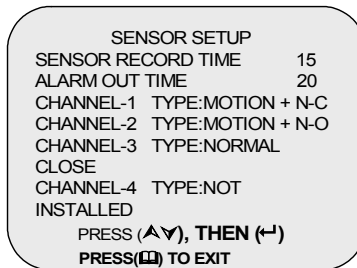 SENSOR SETUP
SENSOR RECORD TIME 15
ALARM OUT TIME 20
CHANNEL-1 TYPE:MOTION + N-C
CHANNEL-2 TYPE:MOTION + N-O
CHANNEL-3 TYPE:NORMAL
CLOSE
CHANNEL-4 TYPE:NOT
INSTALLED
PRESS (⮝⮟), THEN (↵)
PRESS(🕮) TO EXIT